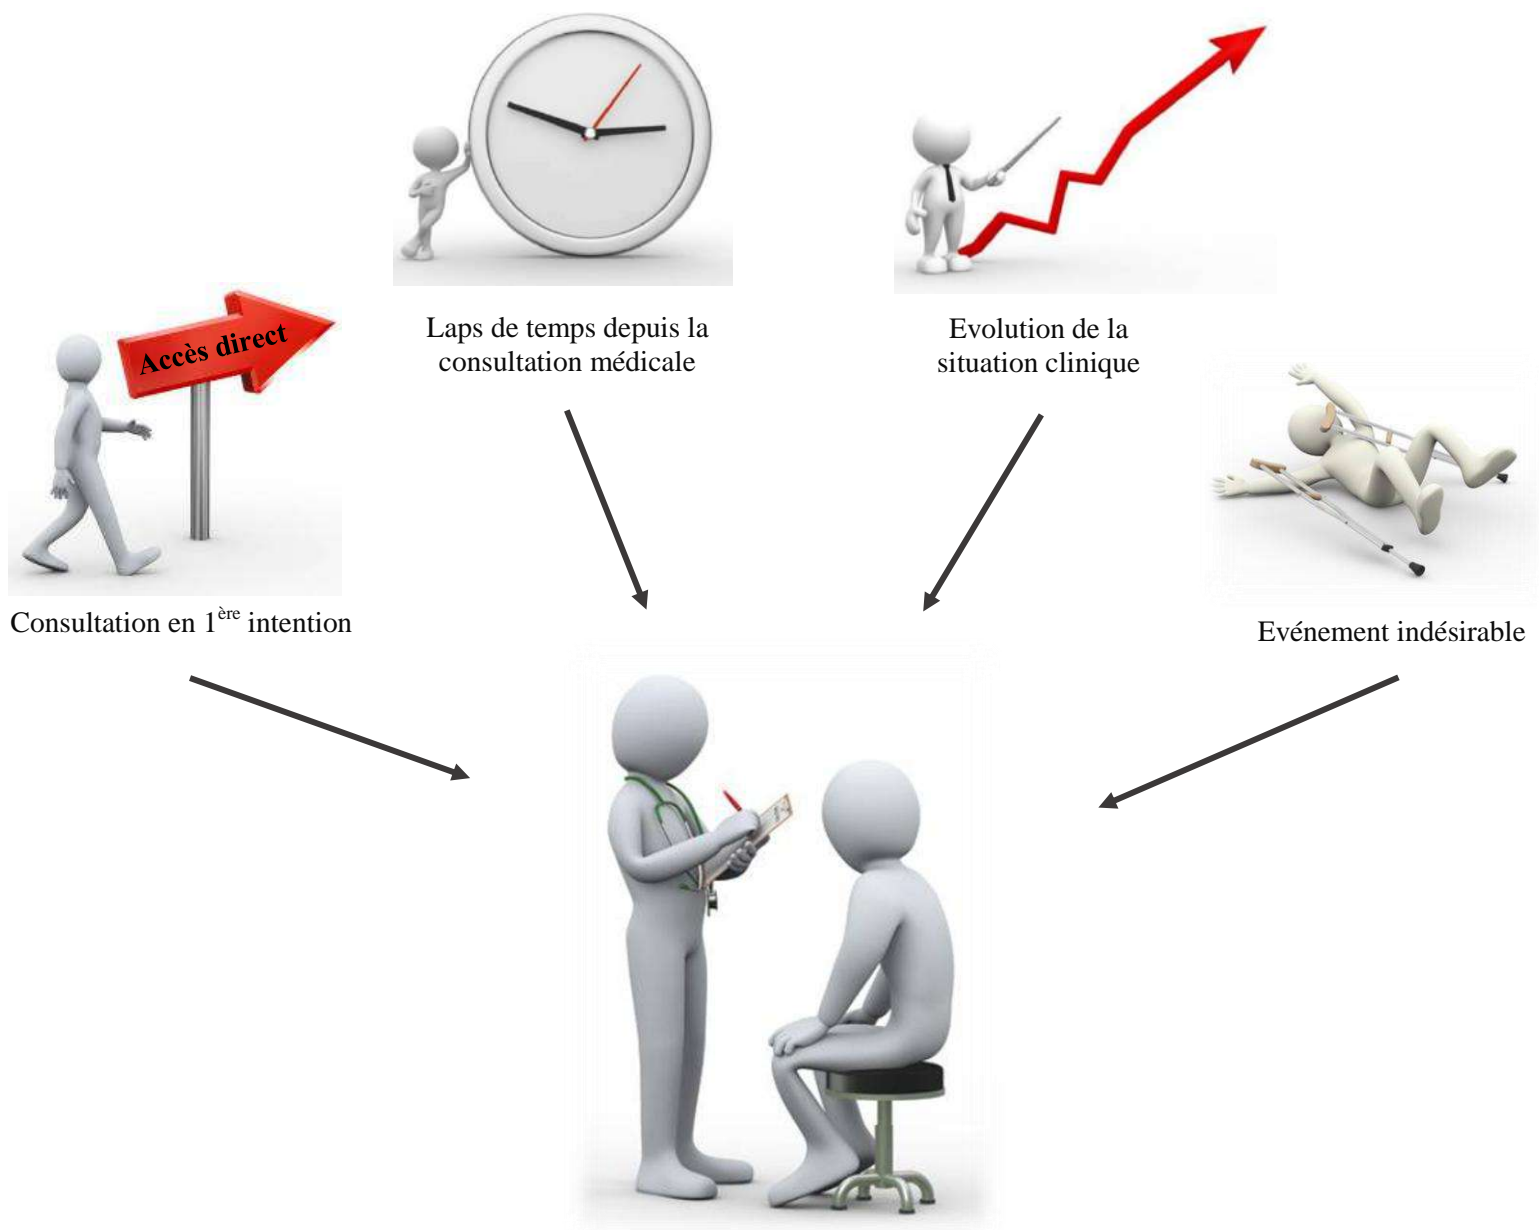 Laps de temps depuis la
consultation médicale
Evolution de la
situation clinique
Accès direct
Consultation en 1ère intention
Evénement indésirable